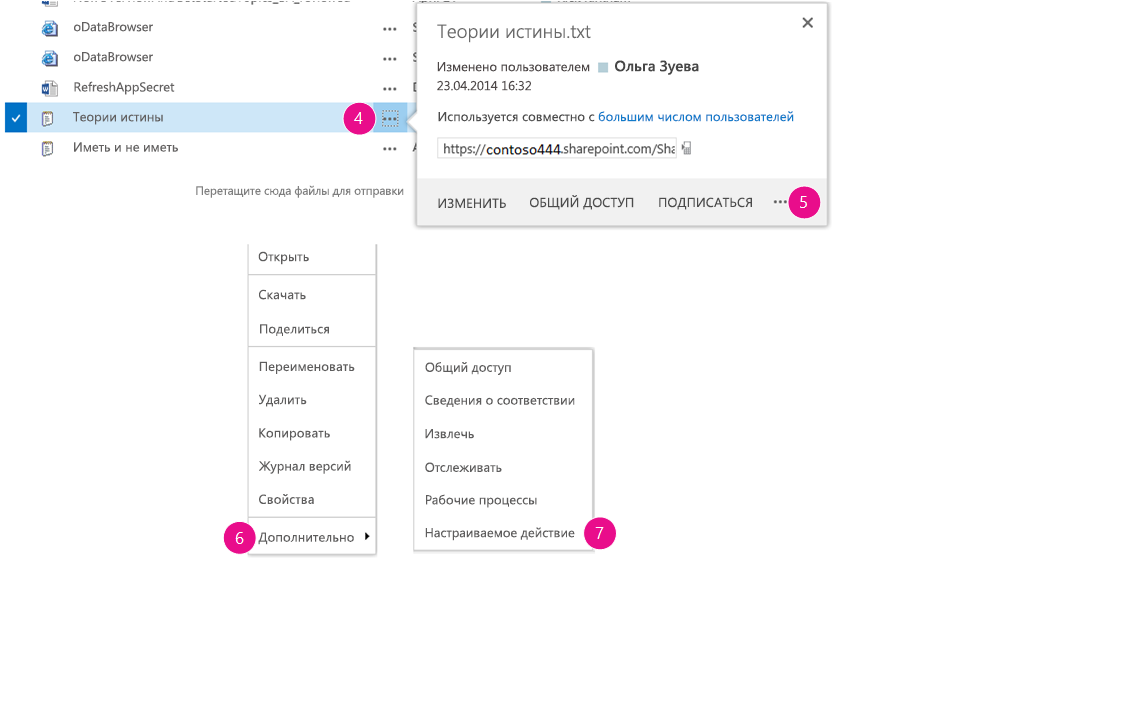 oDataBrowser
oDataBrowser
RefreshAppSecret
Теории истины
4
Иметь и не иметь
Перетащите сюда файлы для отправки
Теории истины.txt
Изменено пользователем Ольга Зуева
23.04.2014 16:32
Используется совместно с большим числом пользователей
https://contoso444.sharepoint.com/Sha
ИЗМЕНИТЬ ОБЩИЙ ДОСТУП ПОДПИСАТЬСЯ ... 5
Открыть
Скачать
Поделиться
Переименовать
Удалить
Копировать
Журнал версий
Свойства
6 Дополнительно
Общий доступ
Сведения о соответствии
Извлечь
Отслеживать
Рабочие процессы
Настраиваемое действие 7